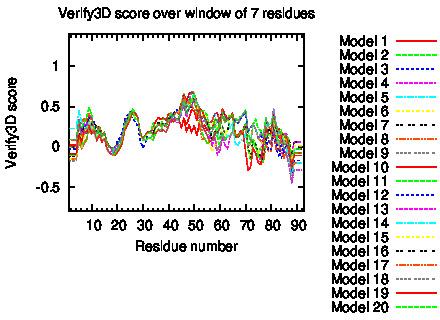 Verify3D score over window of 7 residues
Verify3D score
1
0.5
0
-0.5
10 20 30 40 50 60 70 80 90
Residue number
Model 1
Model 2
Model 3
Model 4
Model 5
Model 6
Model 7
Model 8
Model 9
Model 10
Model 11
Model 12
Model 13
Model 14
Model 15
Model 16
Model 17
Model 18
Model 19
Model 20